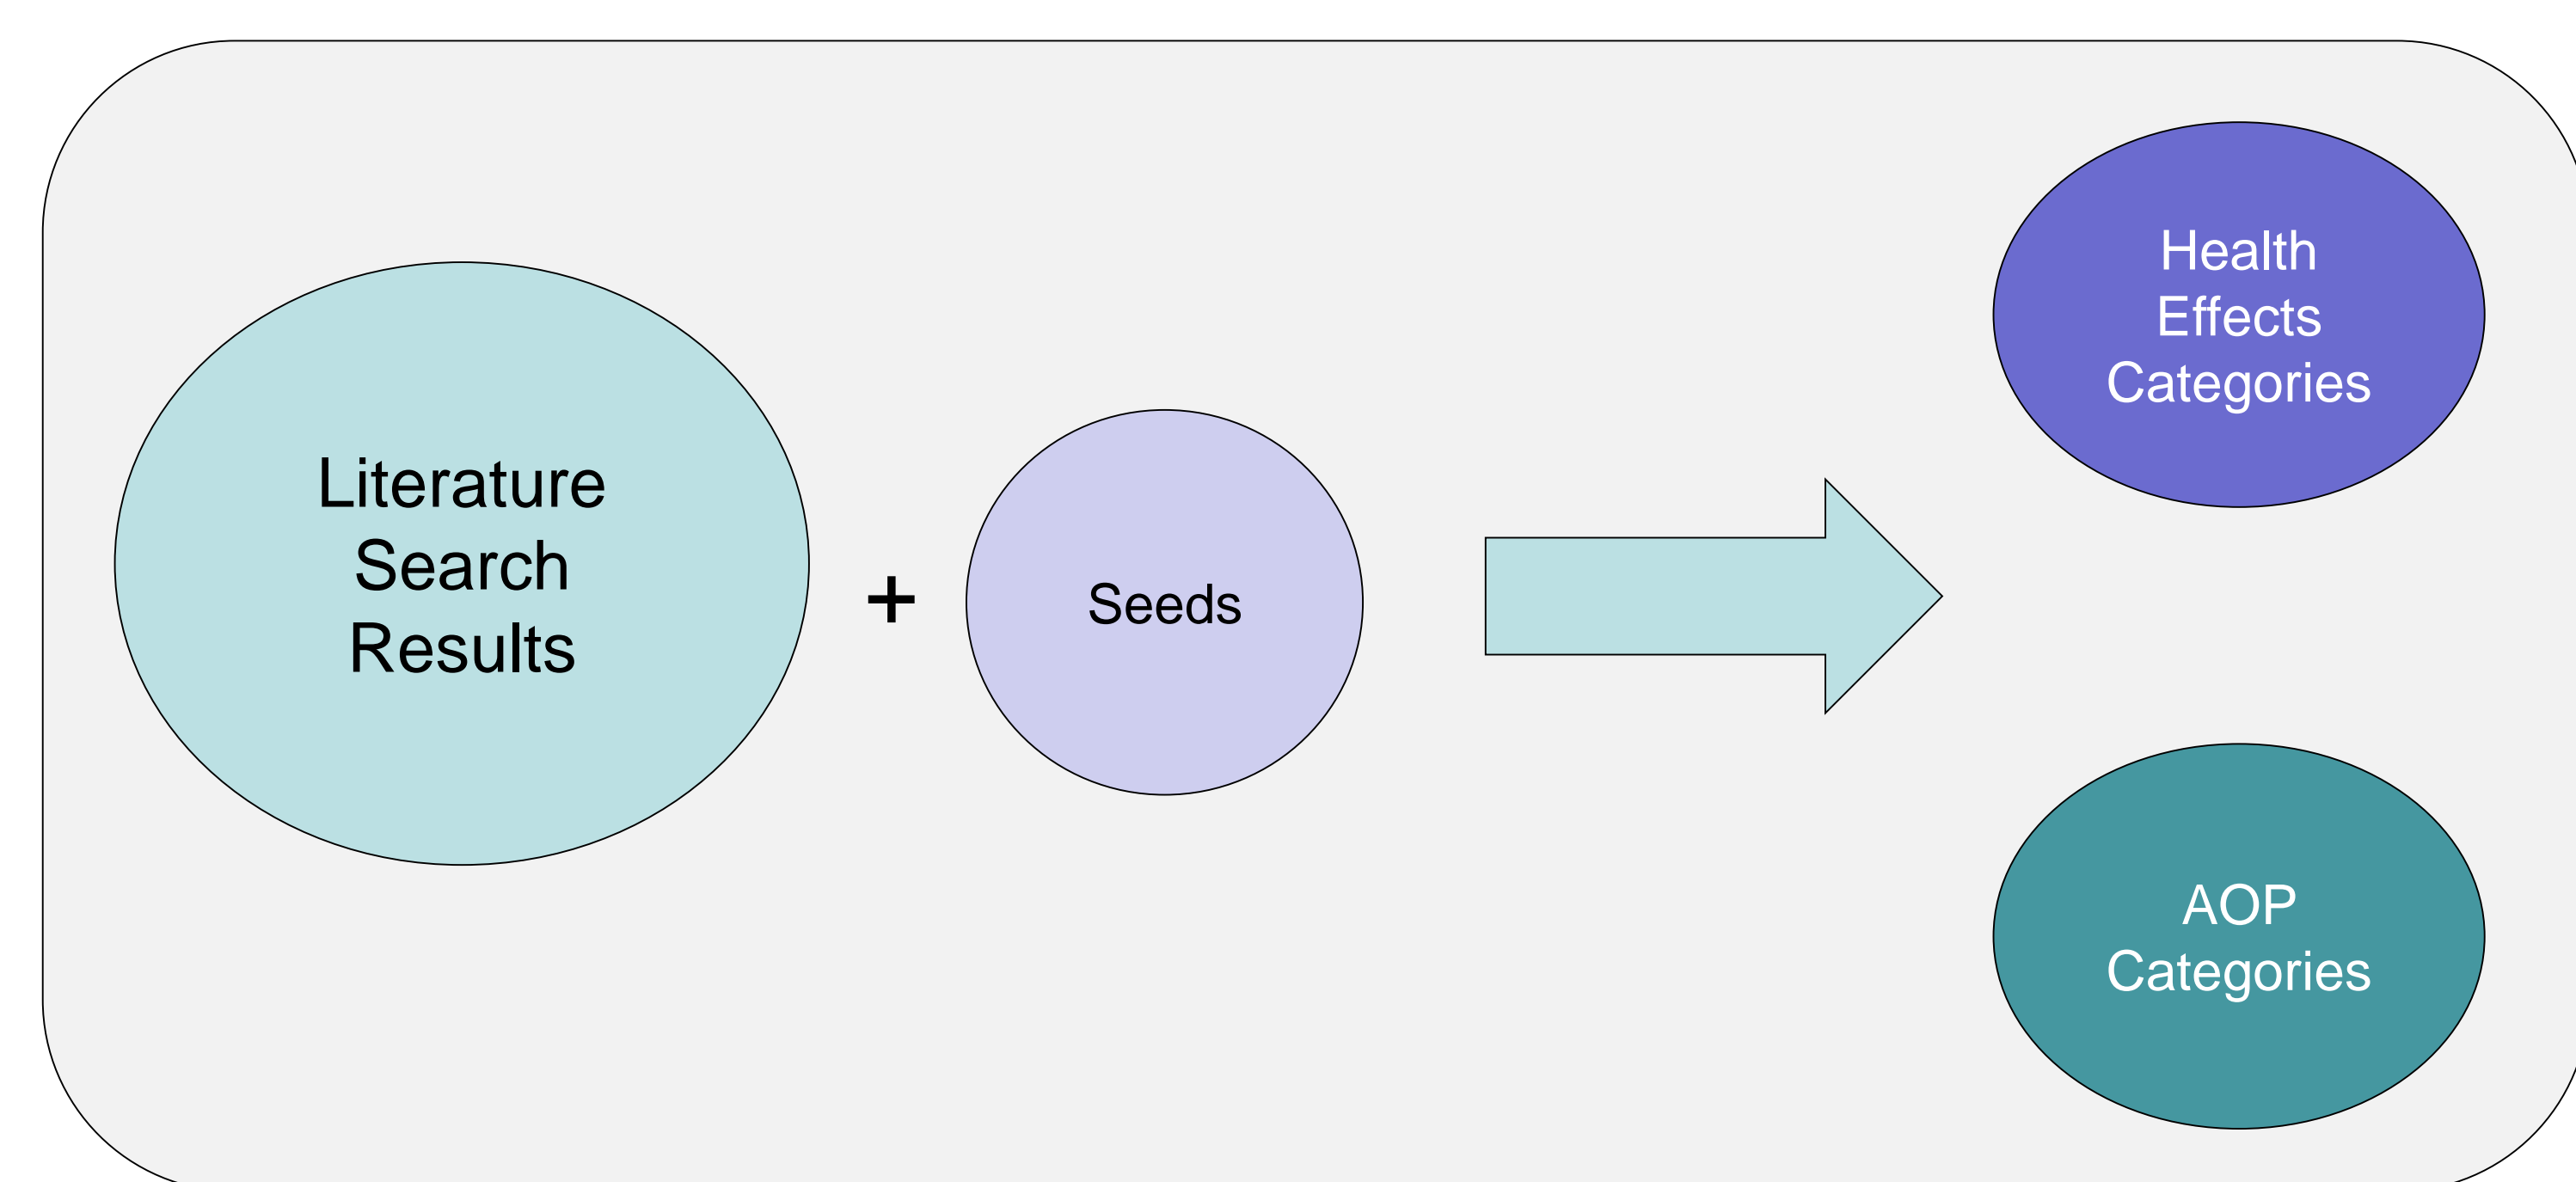 Literature
Search
Results
+
Seeds
Health
Effects
Categories
AOP
Categories